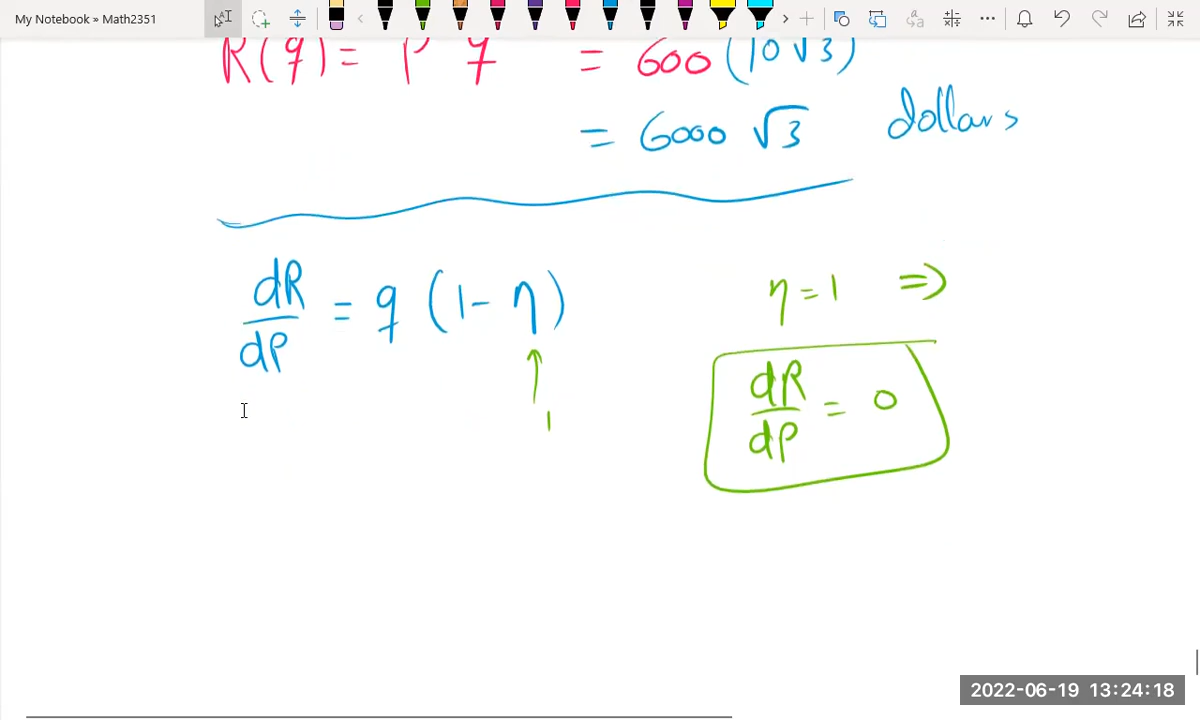 My Notebook » Math2351
R(q) = p q = 600 (10√3)
= 6000 √3 dollars
dR/dP = q (1 - η)
1
η = 1 ⇒
dR/dP = 0
2022-06-19 13:24:18